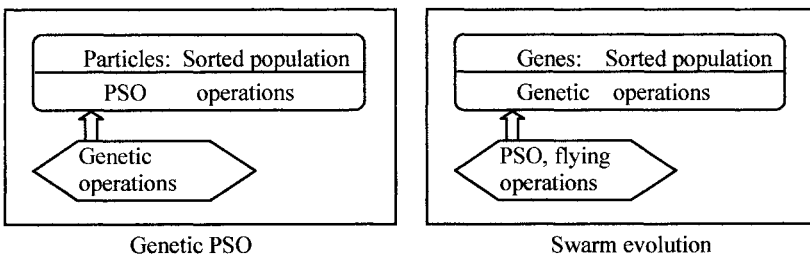 Particles: Sorted population
PSO operations
Genetic
operations
Genetic PSO
Genes: Sorted population
Genetic operations
PSO, flying
operations
Swarm evolution